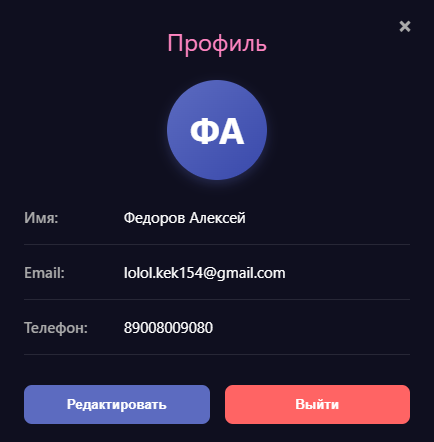 Профиль
ФА
Имя: Федоров Алексей
Email: lolol.kek154@gmail.com
Телефон: 89008009080
Редактировать Выйти